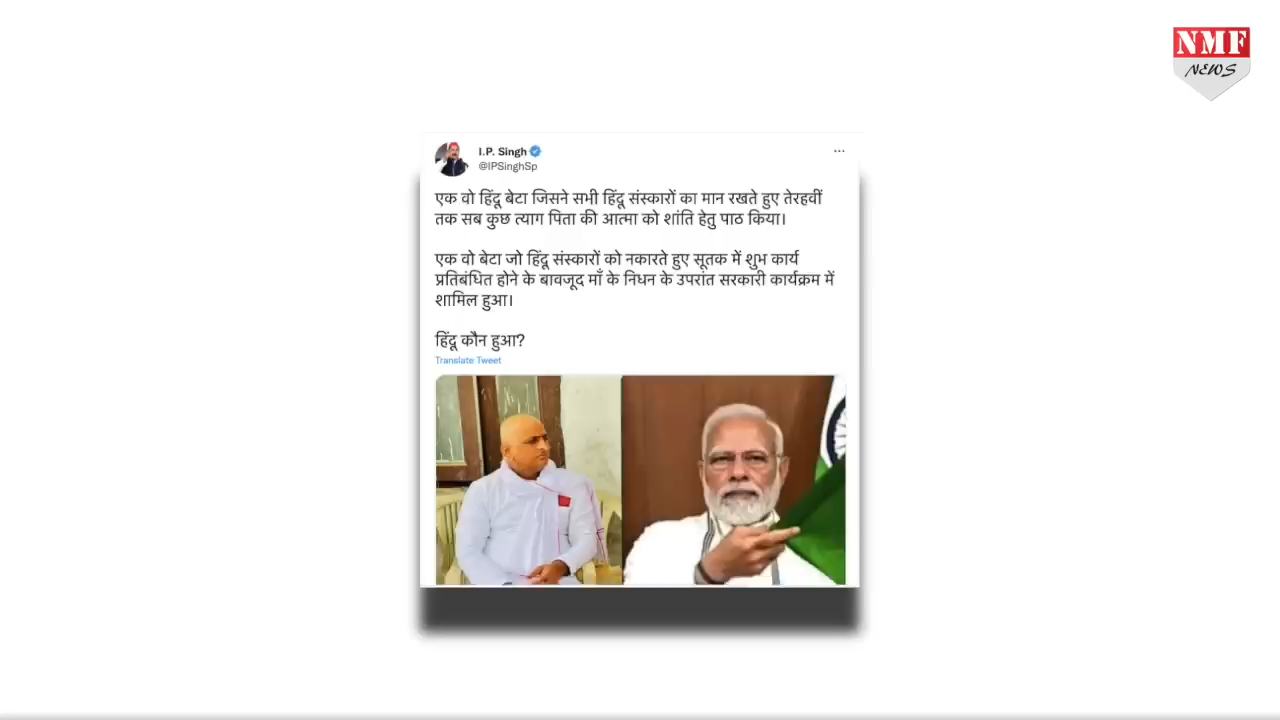 NMF
NEWS
I.P. Singh
@IPSinghSp
एक वो हिंदू बेटा जिसने सभी हिंदू संस्कारों का मान रखते हुए तेरहवीं
तक सब कुछ त्याग पिता की आत्मा को शांति हेतु पाठ किया।
एक वो बेटा जो हिंदू संस्कारों को नकारते हुए सूतक में शुभ कार्य
प्रतिबंधित होने के बावजूद माँ के निधन के उपरांत सरकारी कार्यक्रम में
शामिल हुआ।
हिंदू कौन हुआ?
Translate Tweet